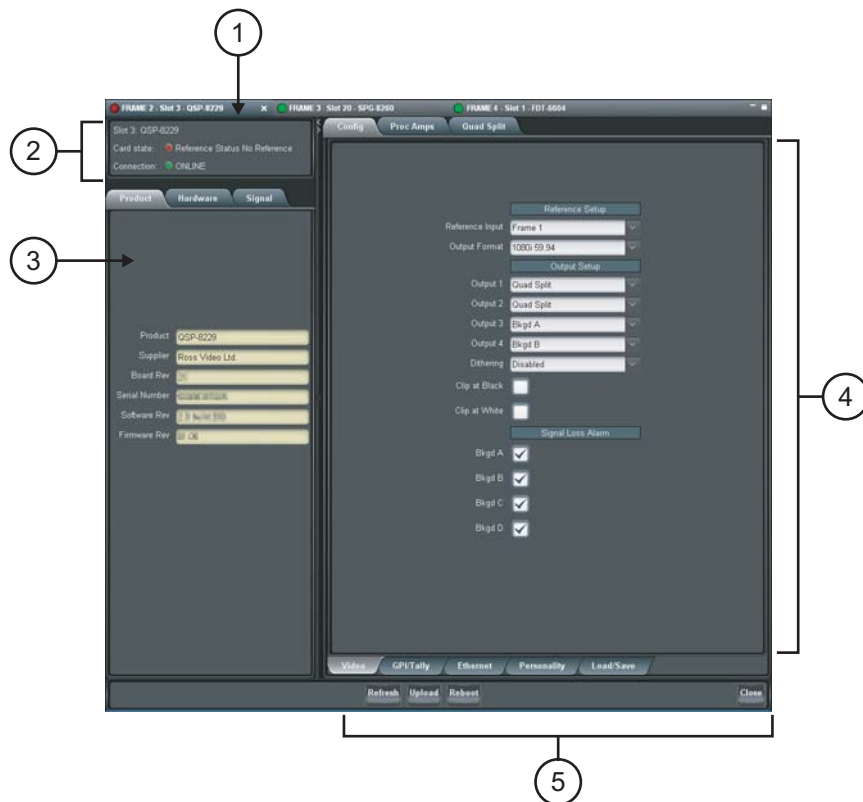 1
FRAME 2 - Slot 3 - QSP-8229 x FRAME 3 - Slot 20 - SPG-8260 FRAME 4 - Slot 1 - FDT-6604
2
Slot 3: QSP-8229
Card state: Reference Status No Reference
Connection: ONLINE
Product Hardware Signal
3
Product QSP-8229
Supplier Ross Video Ltd.
Board Rev
Serial Number
Software Rev
Firmware Rev
Config Proc Amps Quad Split
Reference Setup
Reference Input Frame 1
Output Format 1080i 59.94
Output Setup
Output 1 Quad Split
Output 2 Quad Split
Output 3 Bkgd A
Output 4 Bkgd B
Dithering Disabled
Clip at Black
Clip at White
Signal Loss Alarm
Bkgd A
Bkgd B
Bkgd C
Bkgd D
4
Video GPI/Tally Ethernet Personality Load/Save
Refresh Upload Reboot Close
5